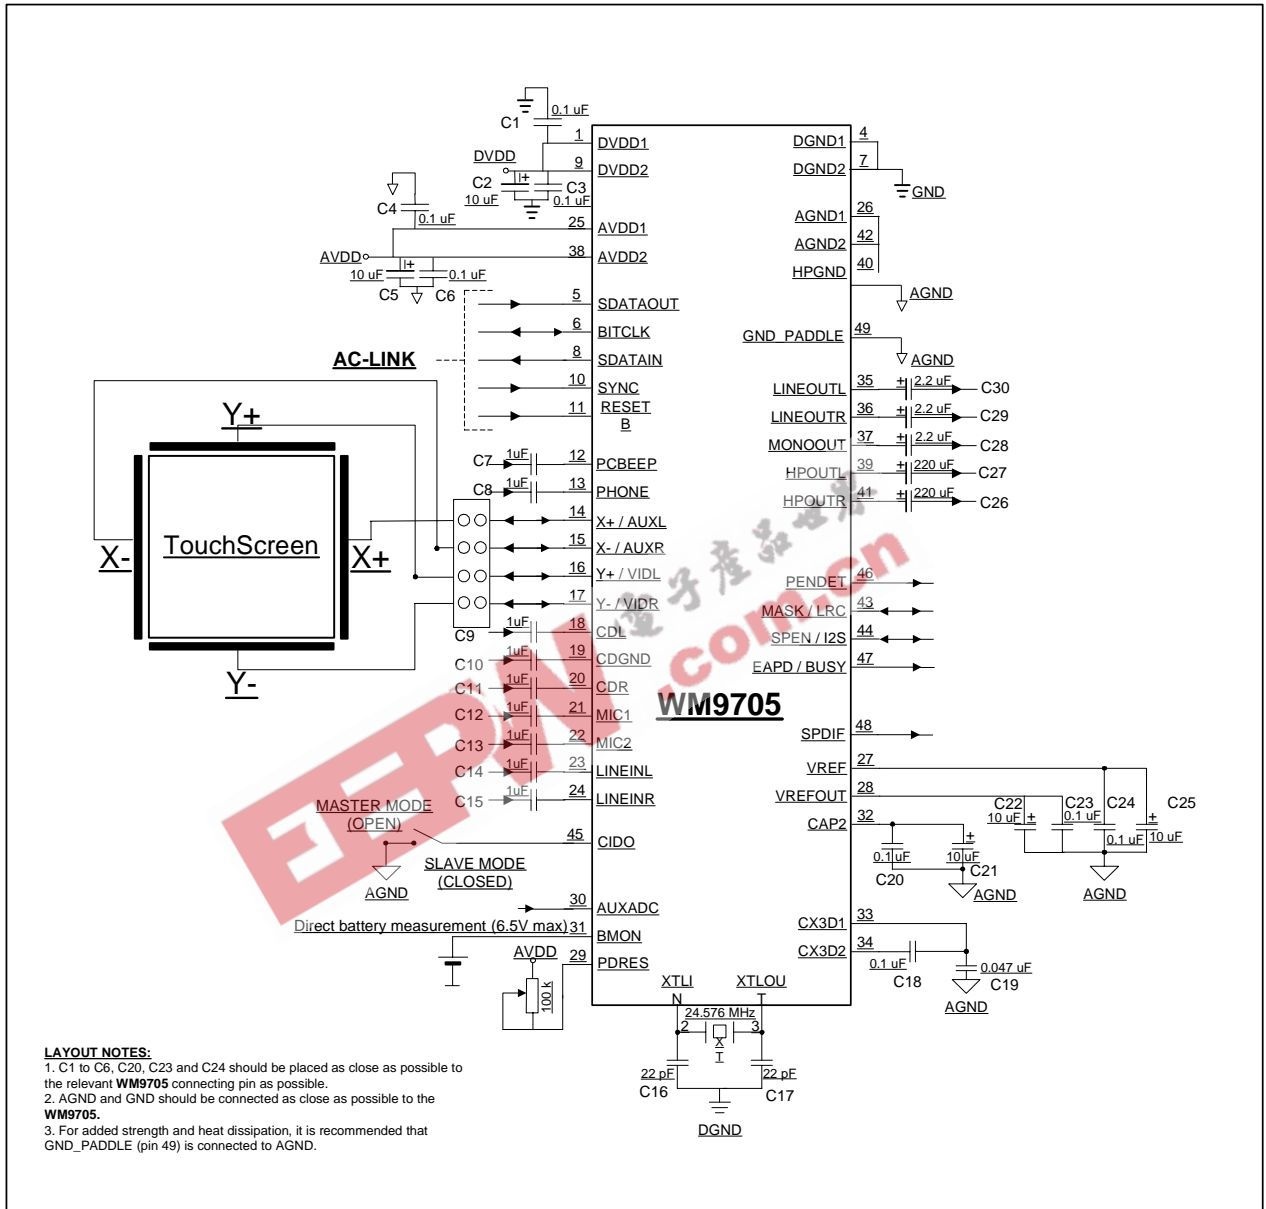 0.1 uF
C1
1
DVDD1
DVDD
9
DVDD2
C2
C3
10 uF
0.1 uF
C4
0.1 uF
25
AVDD1
AVDD
38
AVDD2
10 uF
0.1 uF
C5
C6
AC-LINK
5
SDATAOUT
6
BITCLK
8
SDATAIN
10
SYNC
11
RESET
B
C7
1uF
12
PCBEEP
C8
1uF
13
PHONE
14
X+ / AUXL
15
X- / AUXR
16
Y+ / VIDL
17
Y- / VIDR
Y+
X-
TouchScreen
X+
Y-
C9
1uF
18
CDL
C10
1uF
19
CDGND
C11
1uF
20
CDR
C12
1uF
21
MIC1
C13
1uF
22
MIC2
C14
1uF
23
LINEINL
C15
1uF
24
LINEINR
MASTER MODE
(OPEN)
45
CIDO
SLAVE MODE
(CLOSED)
AGND
30
AUXADC
Direct battery measurement (6.5V max)
31
BMON
AVDD
29
PDRES
100 k
WM9705
4
DGND1
7
DGND2
GND
26
AGND1
42
AGND2
40
HPGND
AGND
49
GND_PADDLE
AGND
LINEOUTL
35
+
2.2 uF
C30
LINEOUTR
36
+
2.2 uF
C29
MONOOUT
37
+
2.2 uF
C28
HPOUTL
39
+
220 uF
C27
HPOUTR
41
+
220 uF
C26
PENDET
46
MASK / LRC
43
SPEN / I2S
44
EAPD / BUSY
47
SPDIF
48
VREF
27
VREFOUT
28
CAP2
32
C22
10 uF
C23
0.1 uF
C24
0.1 uF
C25
10 uF
AGND
0.1 uF
C20
10 uF
C21
AGND
CX3D1
33
CX3D2
34
0.1 uF
C18
0.047 uF
C19
AGND
XTLI
N
XTLOU
T
24.576 MHz
2
3
X
T
22 pF
C16
22 pF
C17
DGND
電子產品世界
EEPW
.com.cn
LAYOUT NOTES:
1. C1 to C6, C20, C23 and C24 should be placed as close as possible to
the relevant WM9705 connecting pin as possible.
2. AGND and GND should be connected as close as possible to the
WM9705.
3. For added strength and heat dissipation, it is recommended that
GND_PADDLE (pin 49) is connected to AGND.